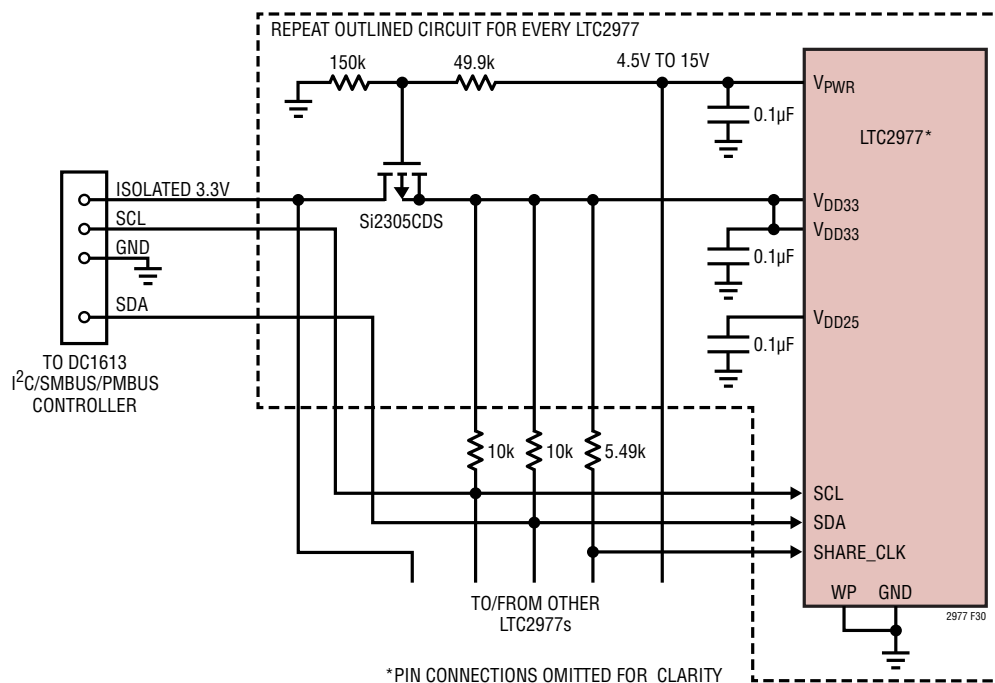 REPEAT OUTLINED CIRCUIT FOR EVERY LTC2977
150k
49.9k
4.5V TO 15V
VPWR
0.1µF
LTC2977*
ISOLATED 3.3V
Si2305CDS
VDD33
SCL
VDD33
GND
0.1µF
SDA
VDD25
0.1µF
TO DC1613
I2C/SMBUS/PMBUS
CONTROLLER
10k
10k
5.49k
SCL
SDA
SHARE_CLK
TO/FROM OTHER
LTC2977s
WP
GND
2977 F30
*PIN CONNECTIONS OMITTED FOR CLARITY